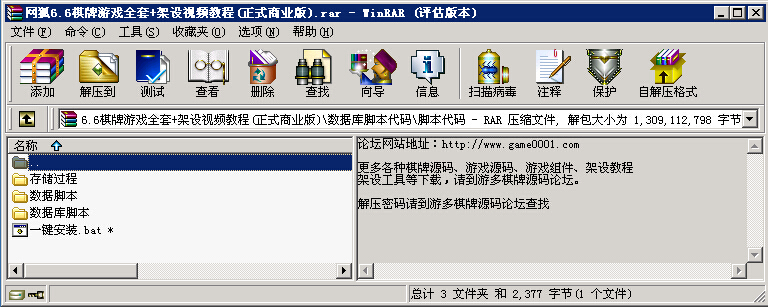 网狐6.6棋牌游戏全套+架设视频教程(正式商业版).rar - WinRAR (评估版本)
文件(F) 命令(C) 工具(S) 收藏夹(O) 选项(N) 帮助(H)
添加 解压到 测试 查看 删除 查找 向导 信息 扫描病毒 注释 保护 自解压格式
6.6棋牌游戏全套+架设视频教程(正式商业版)\数据库脚本代码\脚本代码 - RAR 压缩文件, 解包大小为 1,309,112,798 字节
名称
..
存储过程
数据脚本
数据库脚本
一键安装.bat *
论坛网站地址：http://www.game0001.com
更多各种棋牌源码、游戏源码、游戏组件、架设教程
架设工具等下载，请到游多棋牌源码论坛。
解压密码请到游多棋牌源码论坛查找
总计 3 文件夹 和 2,377 字节(1 个文件)